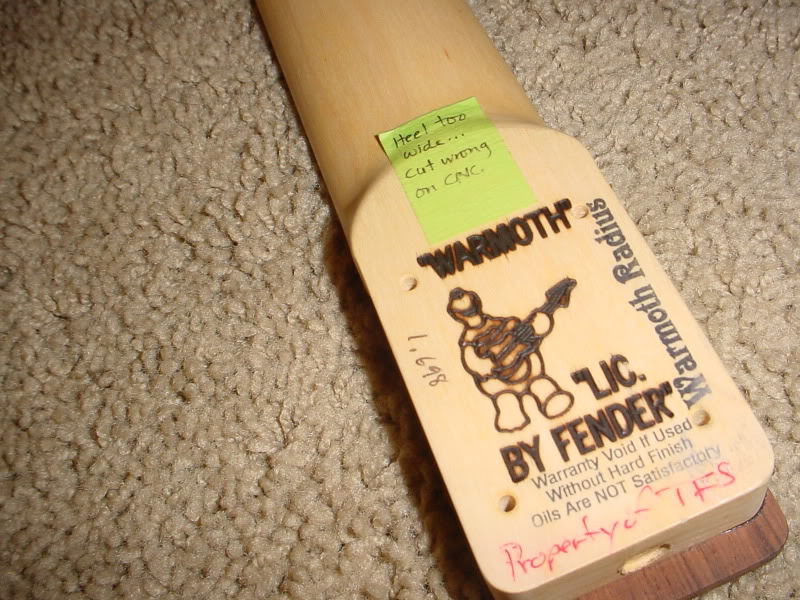 Heel too
wide...
cut wrong
on CNC.
"WARMOTH"
Warmoth Radius
1.698
"LIC.
BY FENDER"
Warranty Void If Used
Without Hard Finish
Oils Are NOT Satisfactory
Property of TFS